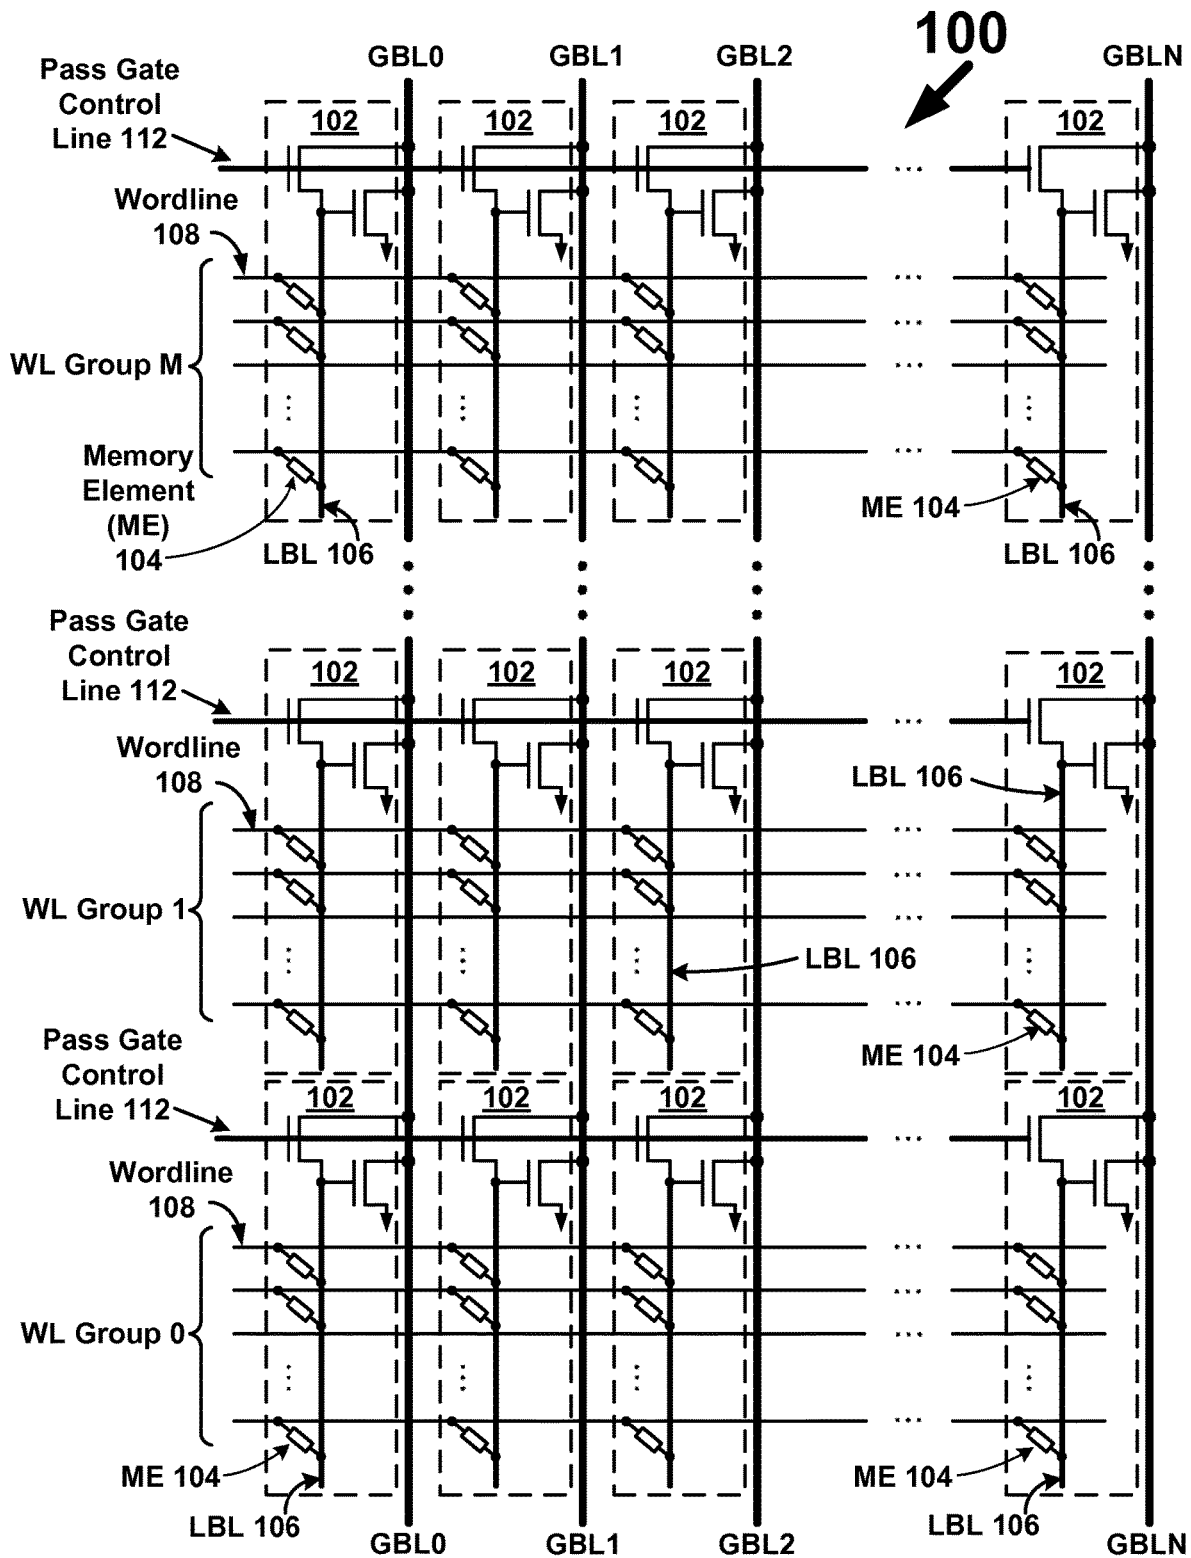 100
GBL0 GBL1 GBL2 GBLN
Pass Gate
Control
Line 112
102 102 102 102
Wordline
108
... 
...
WL Group M
...
Memory
Element
(ME)
104
ME 104
LBL 106 LBL 106
Pass Gate
Control
Line 112
102 102 102 102
Wordline
108
LBL 106
WL Group 1
LBL 106
ME 104
Pass Gate
Control
Line 112
102 102 102
Wordline
108
WL Group 0
ME 104 ME 104
LBL 106 LBL 106
GBL0 GBL1 GBL2 GBLN